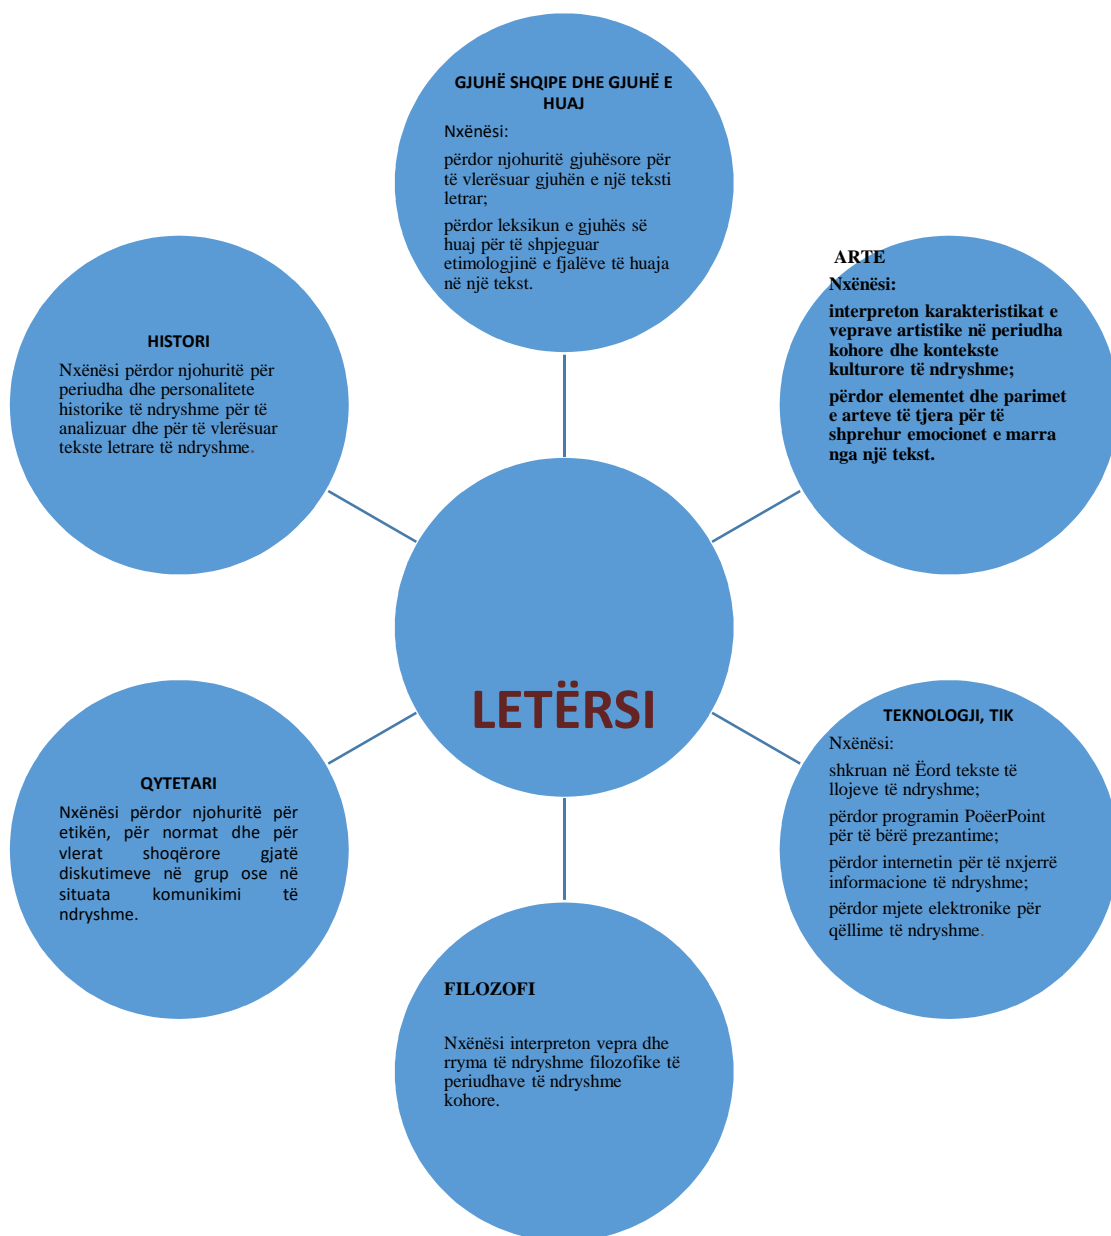 GJUHË SHQIPE DHE GJUHË E
HUAJ
Nxënësi:
përdor njohuritë gjuhësore për
të vlerësuar gjuhën e një teksti
letrar;
përdor leksikun e gjuhës së
huaj për të shpjeguar
etimologjinë e fjalëve të huaja
në një tekst.
ARTE
Nxënësi:
interpreton karakteristikat e
veprave artistike në periudha
kohore dhe kontekste
kulturore të ndryshme;
përdor elementet dhe parimet
e arteve të tjera për të
shprehur emocionet e marra
nga një tekst.
HISTORI
Nxënësi përdor njohuritë për
periudha dhe personalitete
historike të ndryshme për të
analizuar dhe për të vlerësuar
tekste letrare të ndryshme.
LETËRSI
TEKNOLOGJI, TIK
Nxënësi:
shkruan në Ëord tekste të
llojeve të ndryshme;
përdor programin PoëerPoint
për të bërë prezantime;
përdor internetin për të nxjerrë
informacione të ndryshme;
përdor mjete elektronike për
qëllime të ndryshme.
QYTETARI
Nxënësi përdor njohuritë për
etikën, për normat dhe për
vlerat shoqërore gjatë
diskutimeve në grup ose në
situata komunikimi të
ndryshme.
FILOZOFI
Nxënësi interpreton vepra dhe
rryma të ndryshme filozofike të
periudhave të ndryshme
kohore.